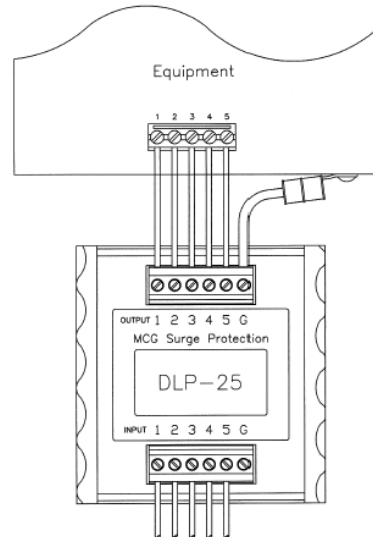 Equipment
1 2 3 4 5
OUTPUT 1 2 3 4 5 G
MCG Surge Protection
DLP-25
INPUT 1 2 3 4 5 G